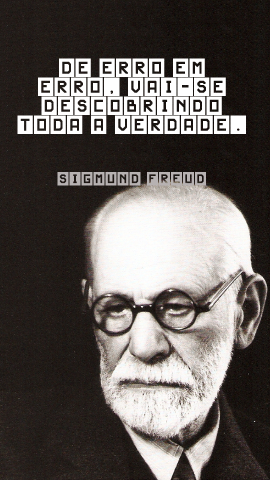 DE ERRO EM
ERRO, VAI-SE
DESCOBRINDO
TODA A VERDADE.
SIGMUND FREUD